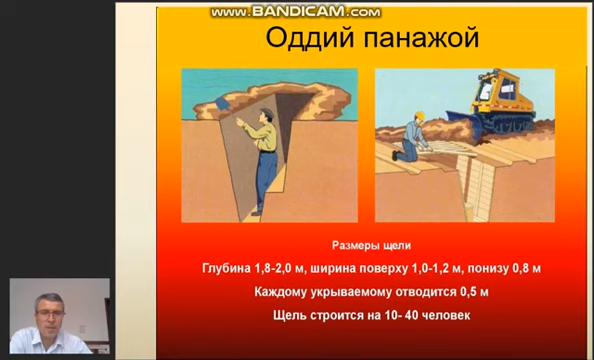 www.BANDICAM.com
Оддий панажой
Размеры щели
Глубина 1,8-2,0 м, ширина поверху 1,0-1,2 м, понизу 0,8 м
Каждому укрываемому отводится 0,5 м
Щель строится на 10- 40 человек